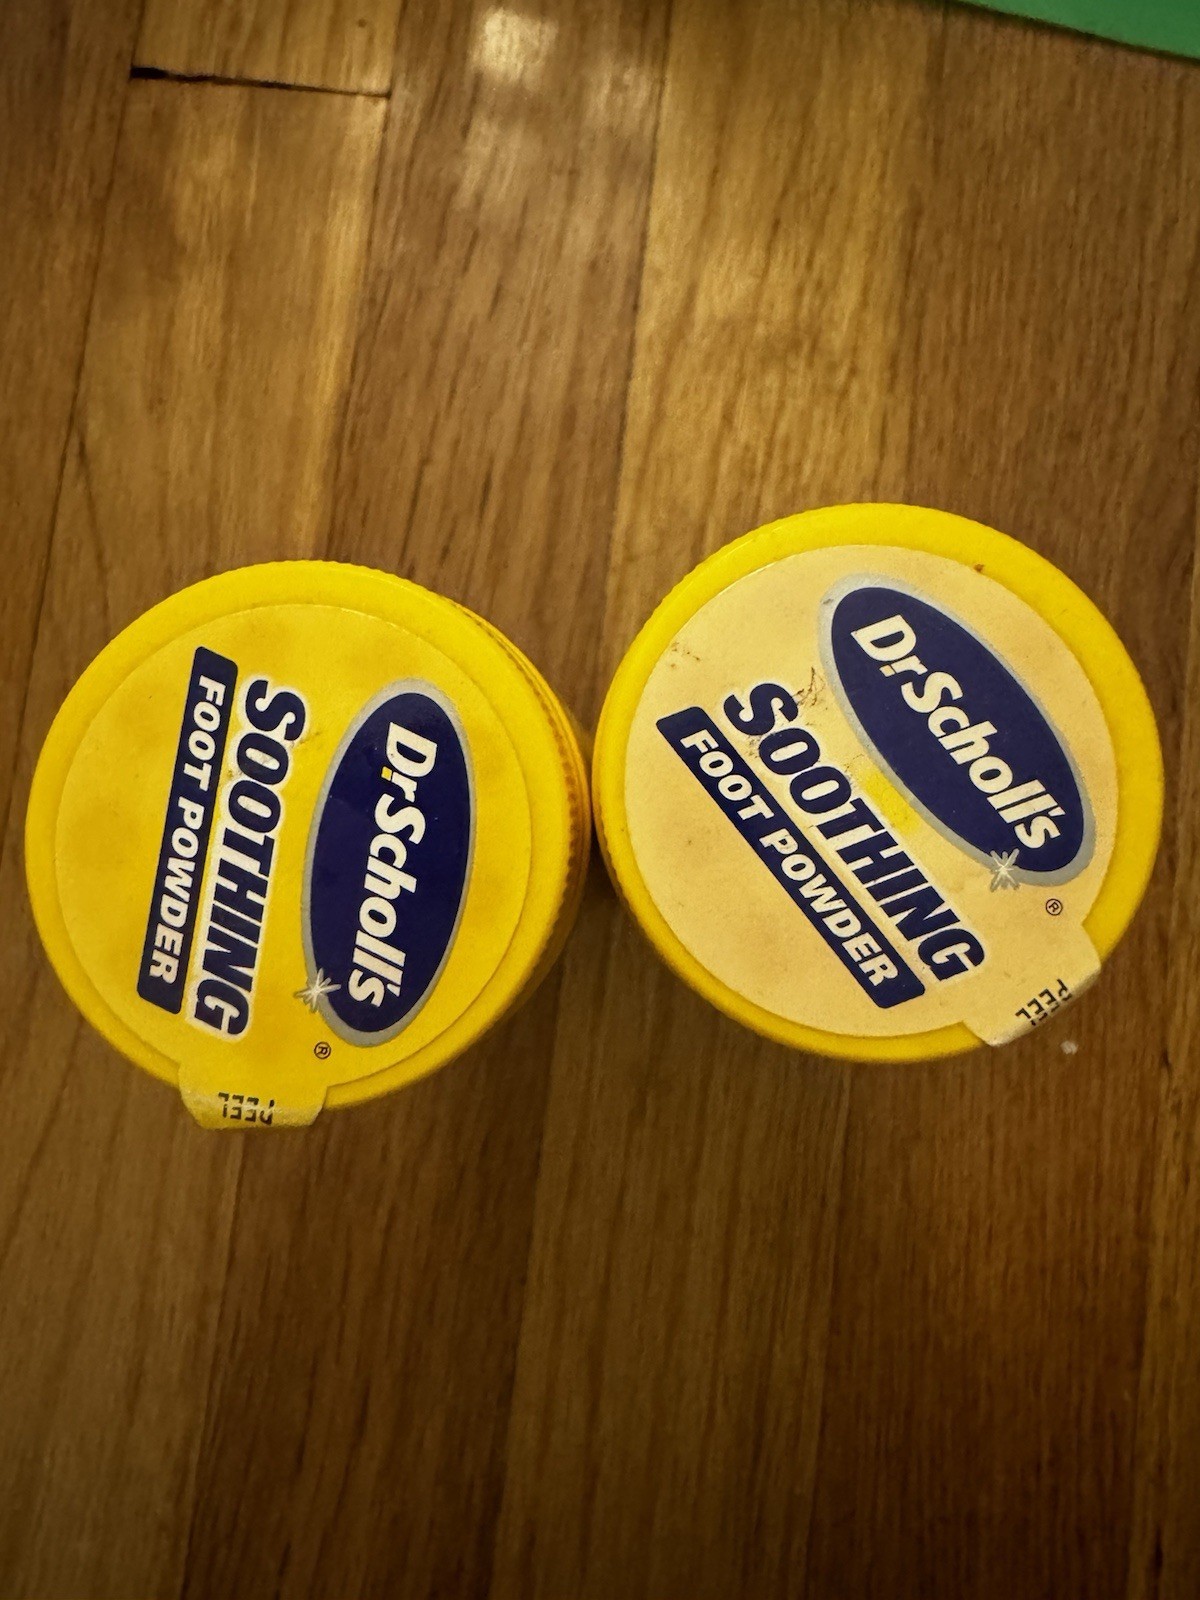 Dr.Scholl's
®
SOOTHING
FOOT POWDER
PEEL
Dr.Scholl's
®
SOOTHING
FOOT POWDER
PEEL